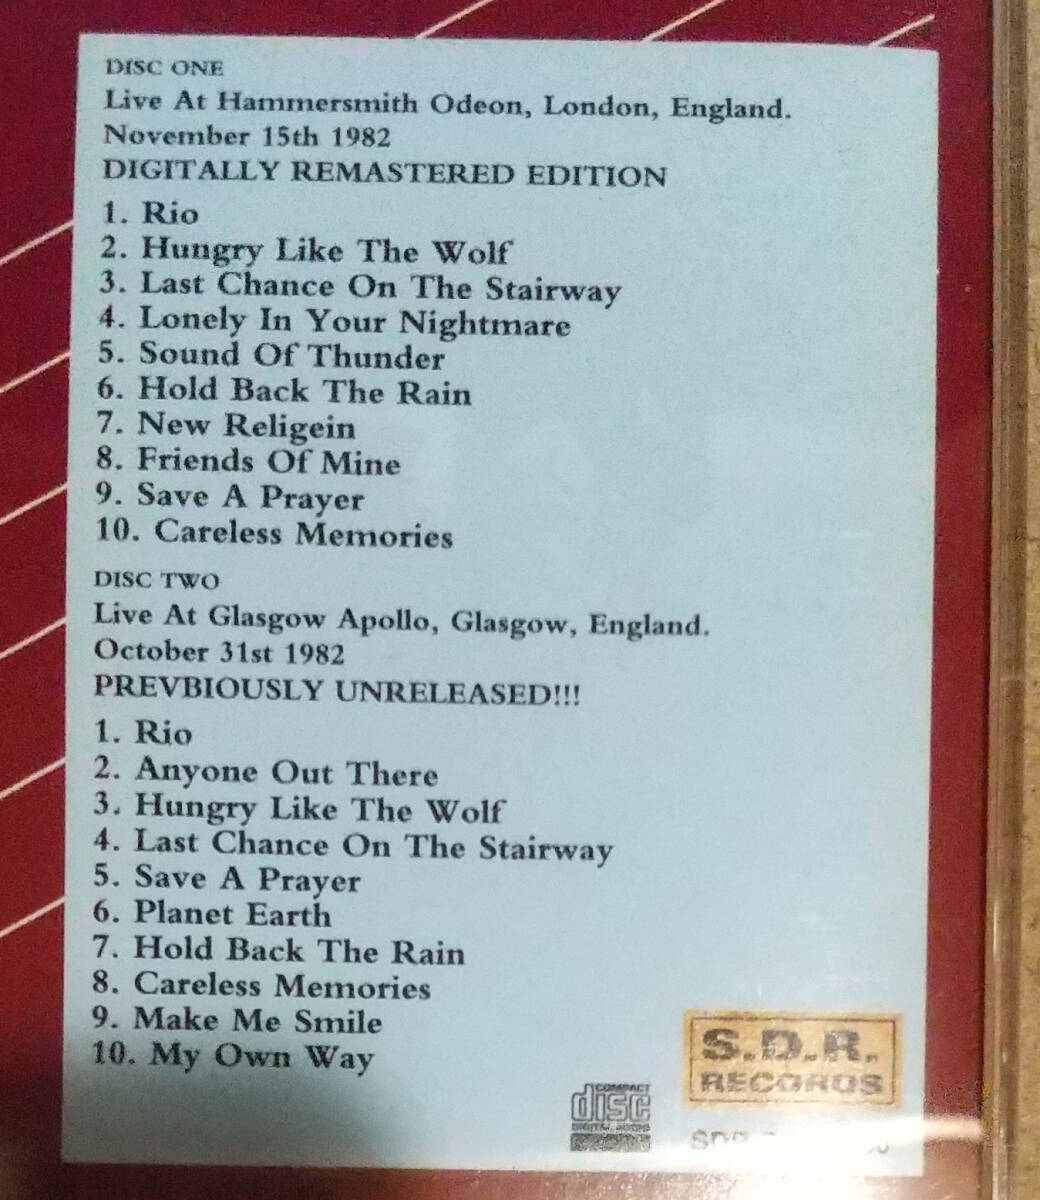 DISC ONE
Live At Hammersmith Odeon, London, England.
November 15th 1982
DIGITALLY REMASTERED EDITION
1. Rio
2. Hungry Like The Wolf
3. Last Chance On The Stairway
4. Lonely In Your Nightmare
5. Sound Of Thunder
6. Hold Back The Rain
7. New Religein
8. Friends Of Mine
9. Save A Prayer
10. Careless Memories
DISC TWO
Live At Glasgow Apollo, Glasgow, England.
October 31st 1982
PREVBIOUSLY UNRELEASED!!!
1. Rio
2. Anyone Out There
3. Hungry Like The Wolf
4. Last Chance On The Stairway
5. Save A Prayer
6. Planet Earth
7. Hold Back The Rain
8. Careless Memories
9. Make Me Smile
10. My Own Way
S.D.R.
RECORDS
COMPACT
disc
DIGITAL AUDIO